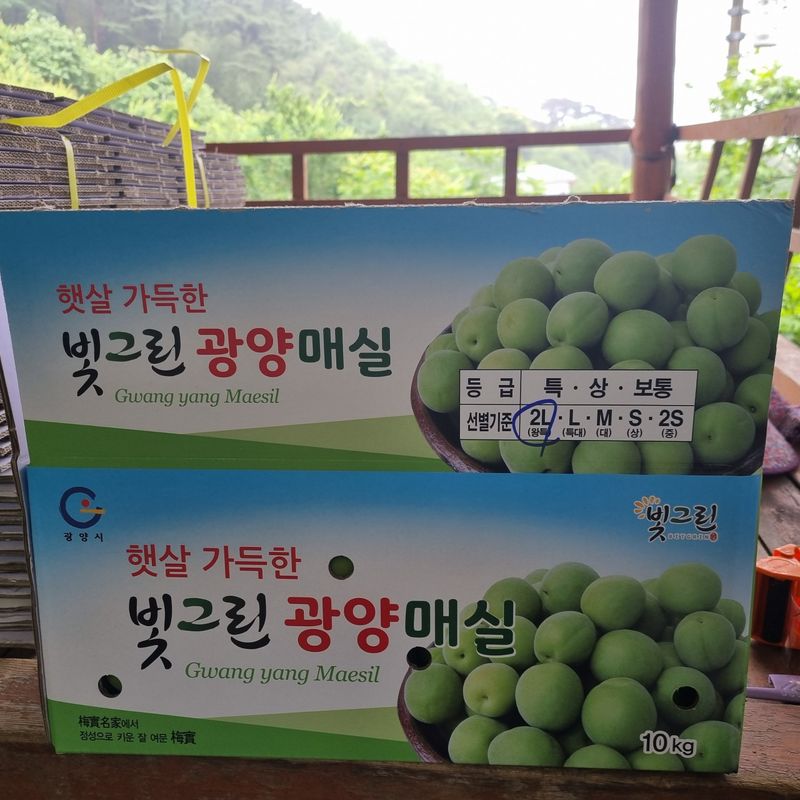 햇살 가득한
빛그린 광양매실
Gwang yang Maesil
등 급 특 · 상 · 보통
선별기준 2L · L · M · S · 2S
(왕특) (특대) (대) (상) (중)
광양시
빛그린
BITGRIN
햇살 가득한
빛그린 광양매실
Gwang yang Maesil
梅實名家에서
정성으로 키운 잘 여문 梅實
10kg